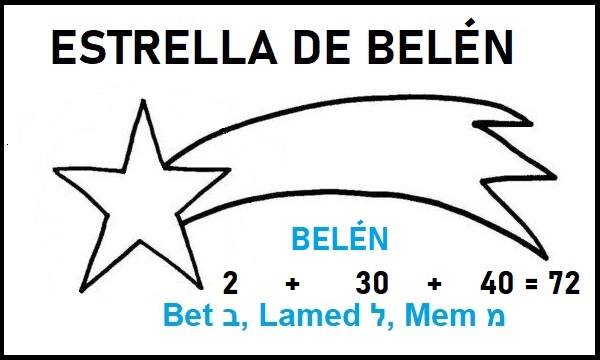 ESTRELLA DE BELÉN
BELÉN
2 + 30 + 40 = 72
Bet ב, Lamed ל, Mem מ